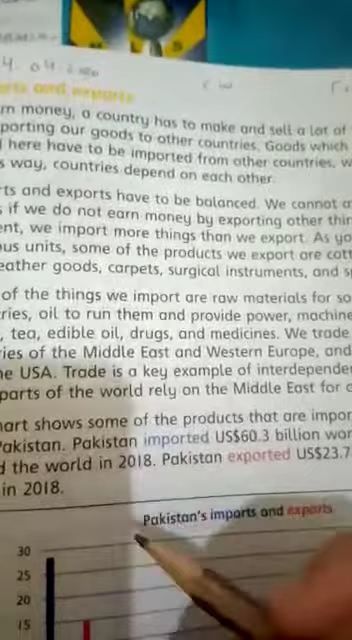 rts and exports
rn money, a country has to make and sell a lot of
porting our goods to other countries. Goods which
here have to be imported from other countries,
s way, countries depend on each other.
rts and exports have to be balanced. We cannot
if we do not earn money by exporting other thin
ent, we import more things than we export. As yo
ous units, some of the products we export are cott
eather goods, carpets, surgical instruments, and sp
of the things we import are raw materials for so
ries, oil to run them and provide power, machine
, tea, edible oil, drugs, and medicines. We trade
ries of the Middle East and Western Europe, and
he USA. Trade is a key example of interdepende
parts of the world rely on the Middle East for
hart shows some of the products that are impor
Pakistan. Pakistan imported US$60.3 billion wor
d the world in 2018. Pakistan exported US$23.7
in 2018.
Pakistan's imports and exports
30
25
20
15